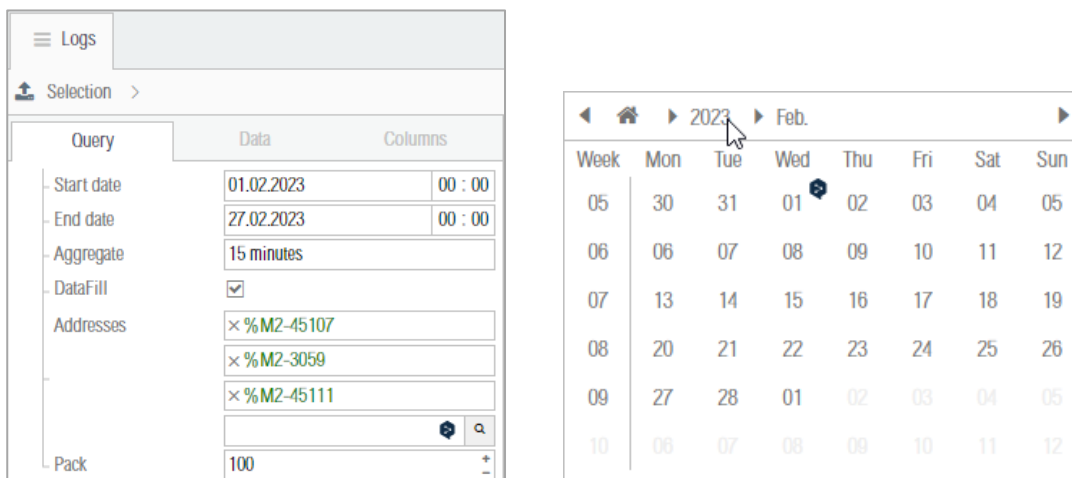 Logs
Selection >
Query Data Columns
Start date 01.02.2023 00 : 00
End date 27.02.2023 00 : 00
Aggregate 15 minutes
DataFill
Addresses ×%M2-45107
×%M2-3059
×%M2-45111
Pack 100
2023 Feb.
Week Mon Tue Wed Thu Fri Sat Sun
05 30 31 01 02 03 04 05
06 06 07 08 09 10 11 12
07 13 14 15 16 17 18 19
08 20 21 22 23 24 25 26
09 27 28 01 02 03 04 05
10 06 07 08 09 10 11 12